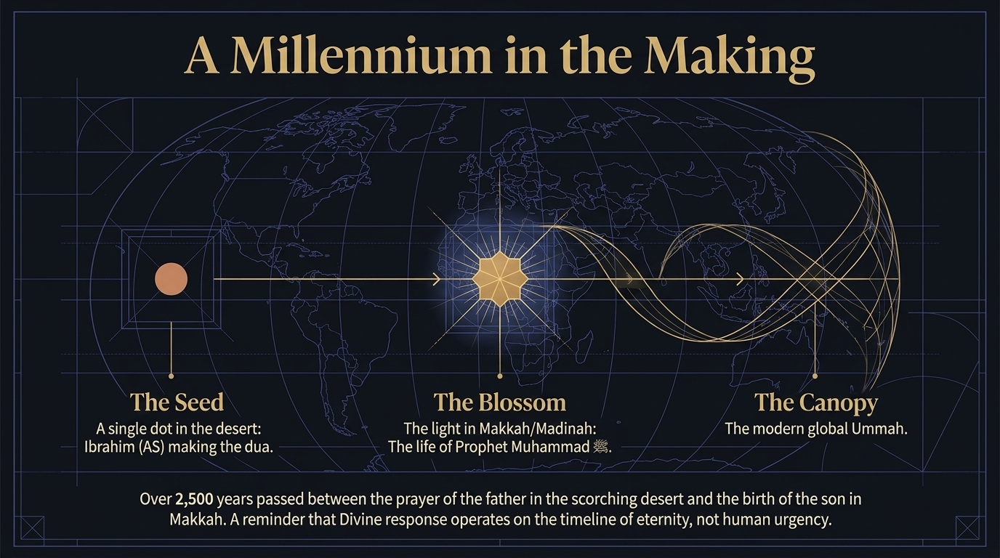 A Millennium in the Making
The Seed
A single dot in the desert:
Ibrahim (AS) making the dua.
The Blossom
The light in Makkah/Madinah:
The life of Prophet Muhammad ﷺ.
The Canopy
The modern global Ummah.
Over 2,500 years passed between the prayer of the father in the scorching desert and the birth of the son in
Makkah. A reminder that Divine response operates on the timeline of eternity, not human urgency.